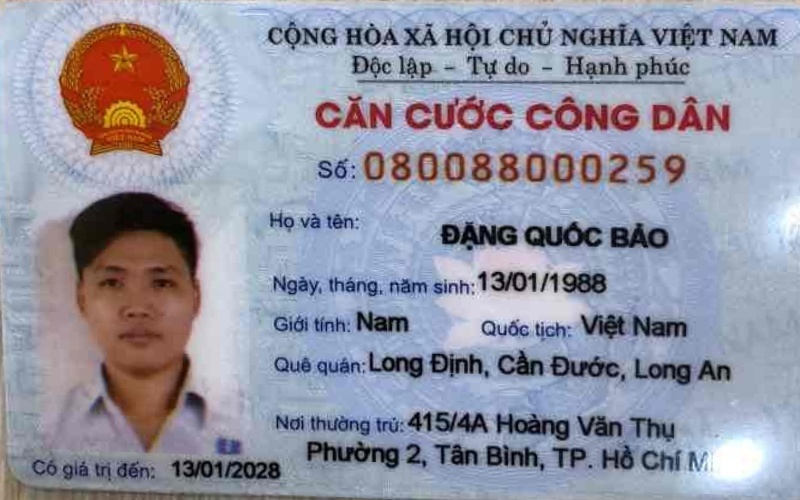 CỘNG HÒA XÃ HỘI CHỦ NGHĨA VIỆT NAM
Độc lập - Tự do - Hạnh phúc
CĂN CƯỚC CÔNG DÂN
Số: 080088000259
Họ và tên: ĐẶNG QUỐC BẢO
Ngày, tháng, năm sinh: 13/01/1988
Giới tính: Nam Quốc tịch: Việt Nam
Quê quán: Long Định, Cần Đước, Long An
Nơi thường trú: 415/4A Hoàng Văn Thụ
Phường 2, Tân Bình, TP. Hồ Chí
Có giá trị đến: 13/01/2028